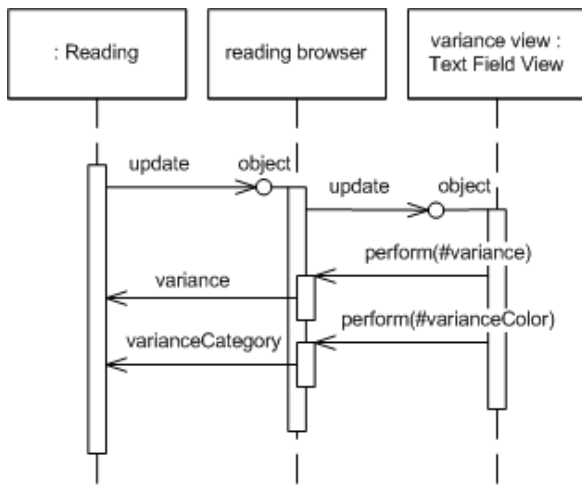 : Reading
reading browser
variance view :
Text Field View
update
object
update
object
perform(#variance)
variance
perform(#varianceColor)
varianceCategory